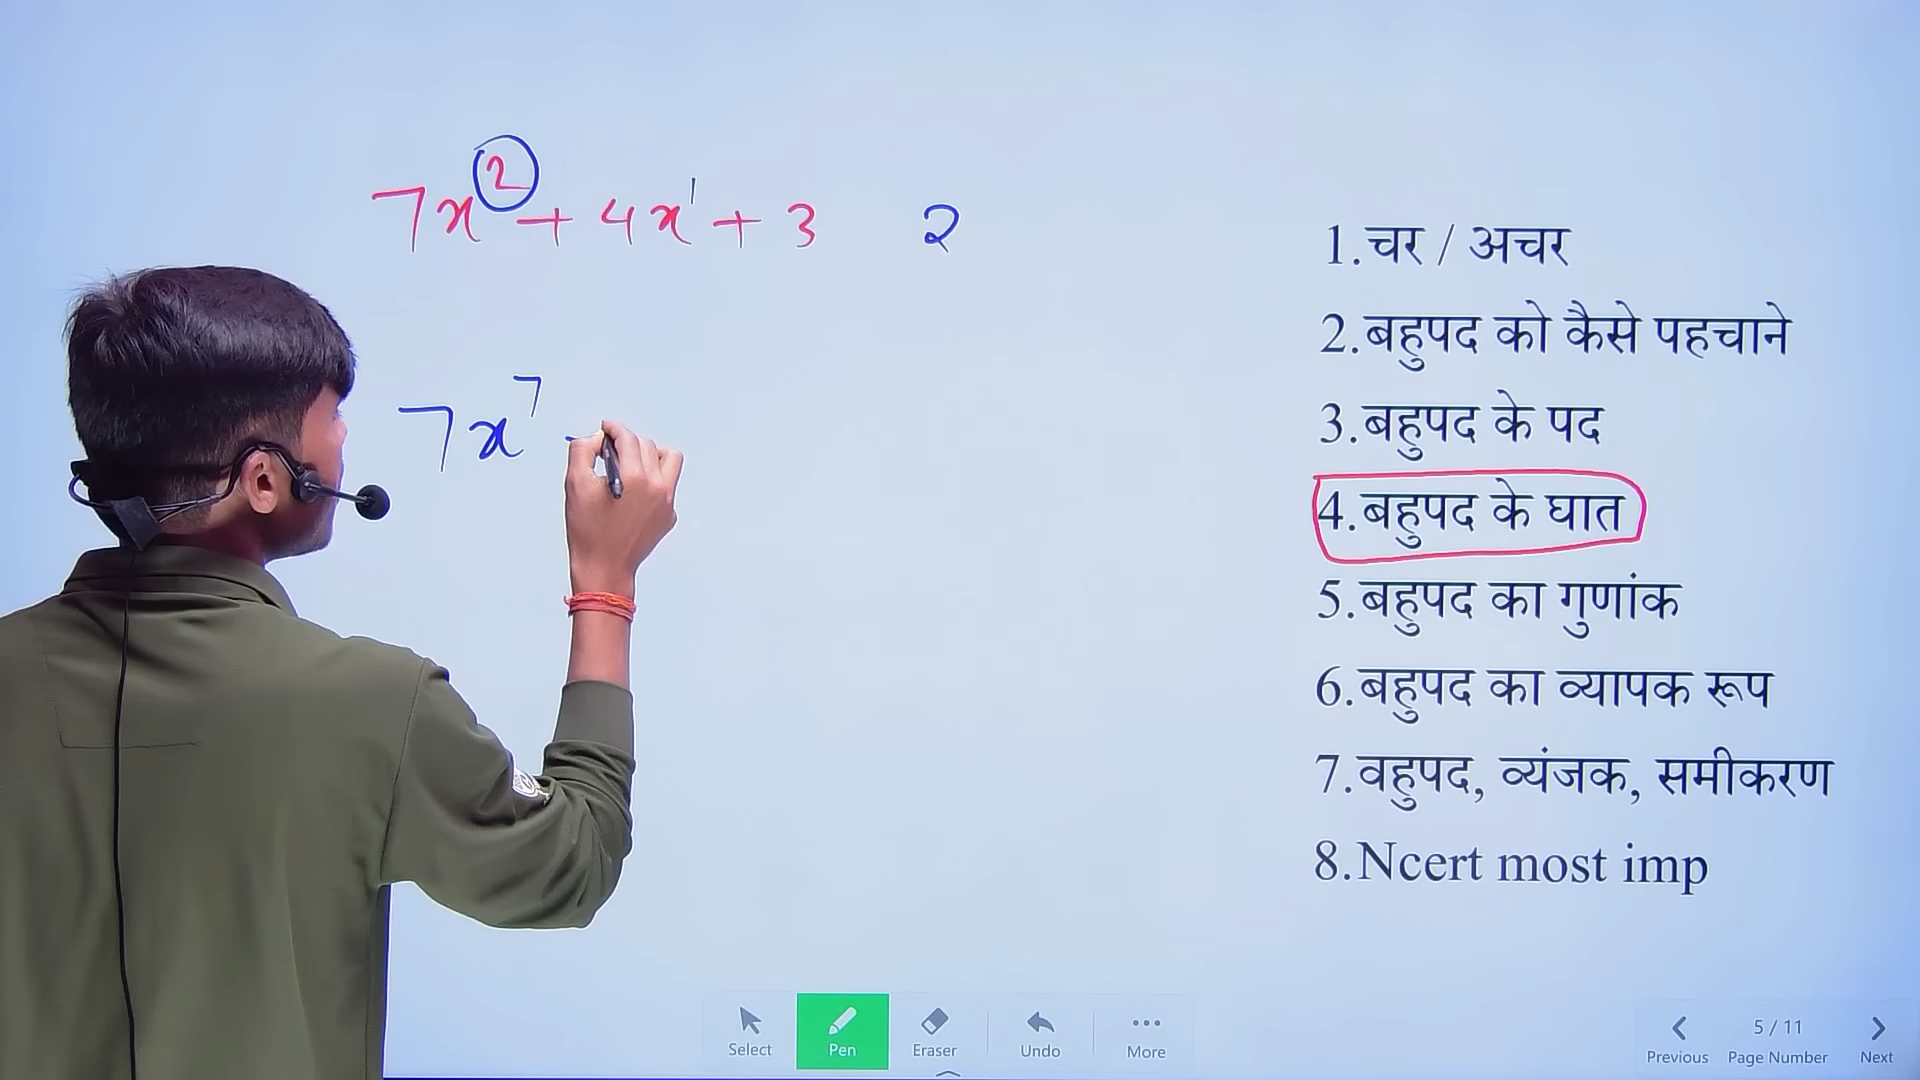 7x² + 4x¹ + 3 2
7x⁷ -
1.चर / अचर
2.बहुपद को कैसे पहचाने
3.बहुपद के पद
4.बहुपद के घात
5.बहुपद का गुणांक
6.बहुपद का व्यापक रूप
7.वहुपद, व्यंजक, समीकरण
8.Ncert most imp
Select Pen Eraser Undo More
5 / 11
Previous Page Number Next